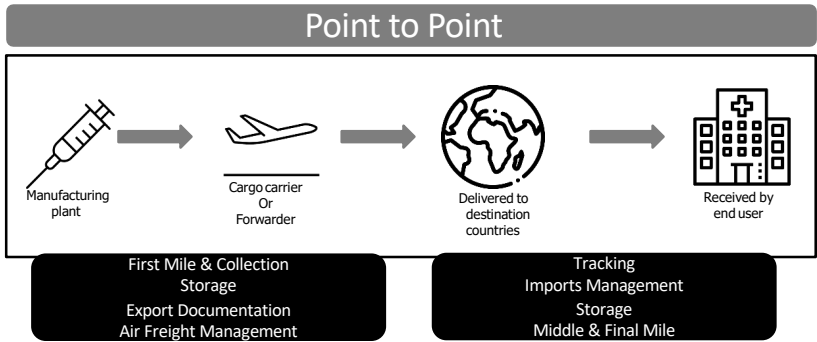 Point to Point
Manufacturing
plant
Cargo carrier
Or
Forwarder
Delivered to
destination
countries
Received by
end user
First Mile & Collection
Storage
Export Documentation
Air Freight Management
Tracking
Imports Management
Storage
Middle & Final Mile